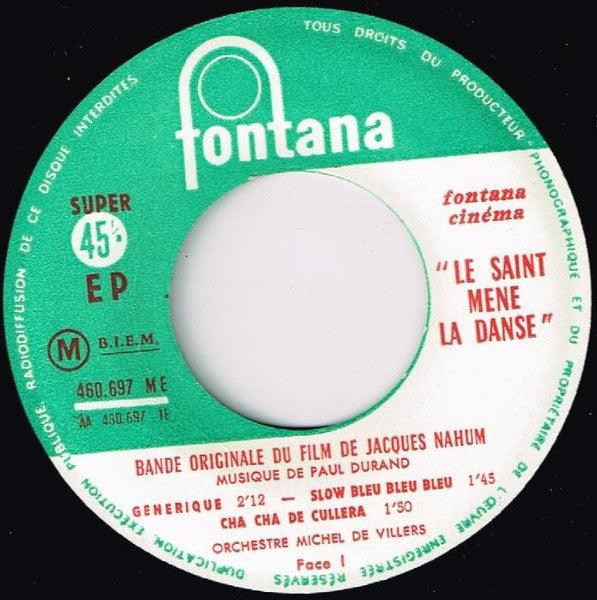 TOUS DROITS DU PRODUCTEUR PHONOGRAPHIQUE ET DU PROPRIÉTAIRE DE L'ŒUVRE ENREGISTRÉE RÉSERVÉS
DUPLICATION, EXÉCUTION PUBLIQUE, RADIODIFFUSION DE CE DISQUE INTERDITES
fontana
SUPER
45
EP
fontana
cinéma
"LE SAINT
MENE
LA DANSE"
M B.I.E.M.
460.697 ME
AA 460.697 1E
BANDE ORIGINALE DU FILM DE JACQUES NAHUM
MUSIQUE DE PAUL DURAND
GENERIQUE 2'12 — SLOW BLEU BLEU BLEU 1'45
CHA CHA DE CULLERA 1'50
ORCHESTRE MICHEL DE VILLERS
Face 1